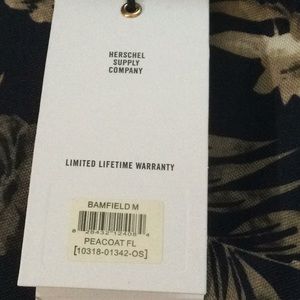 HERSCHEL
SUPPLY
COMPANY
LIMITED LIFETIME WARRANTY
BAMFIELD M
PEACOAT FL
[10318-01342-OS]